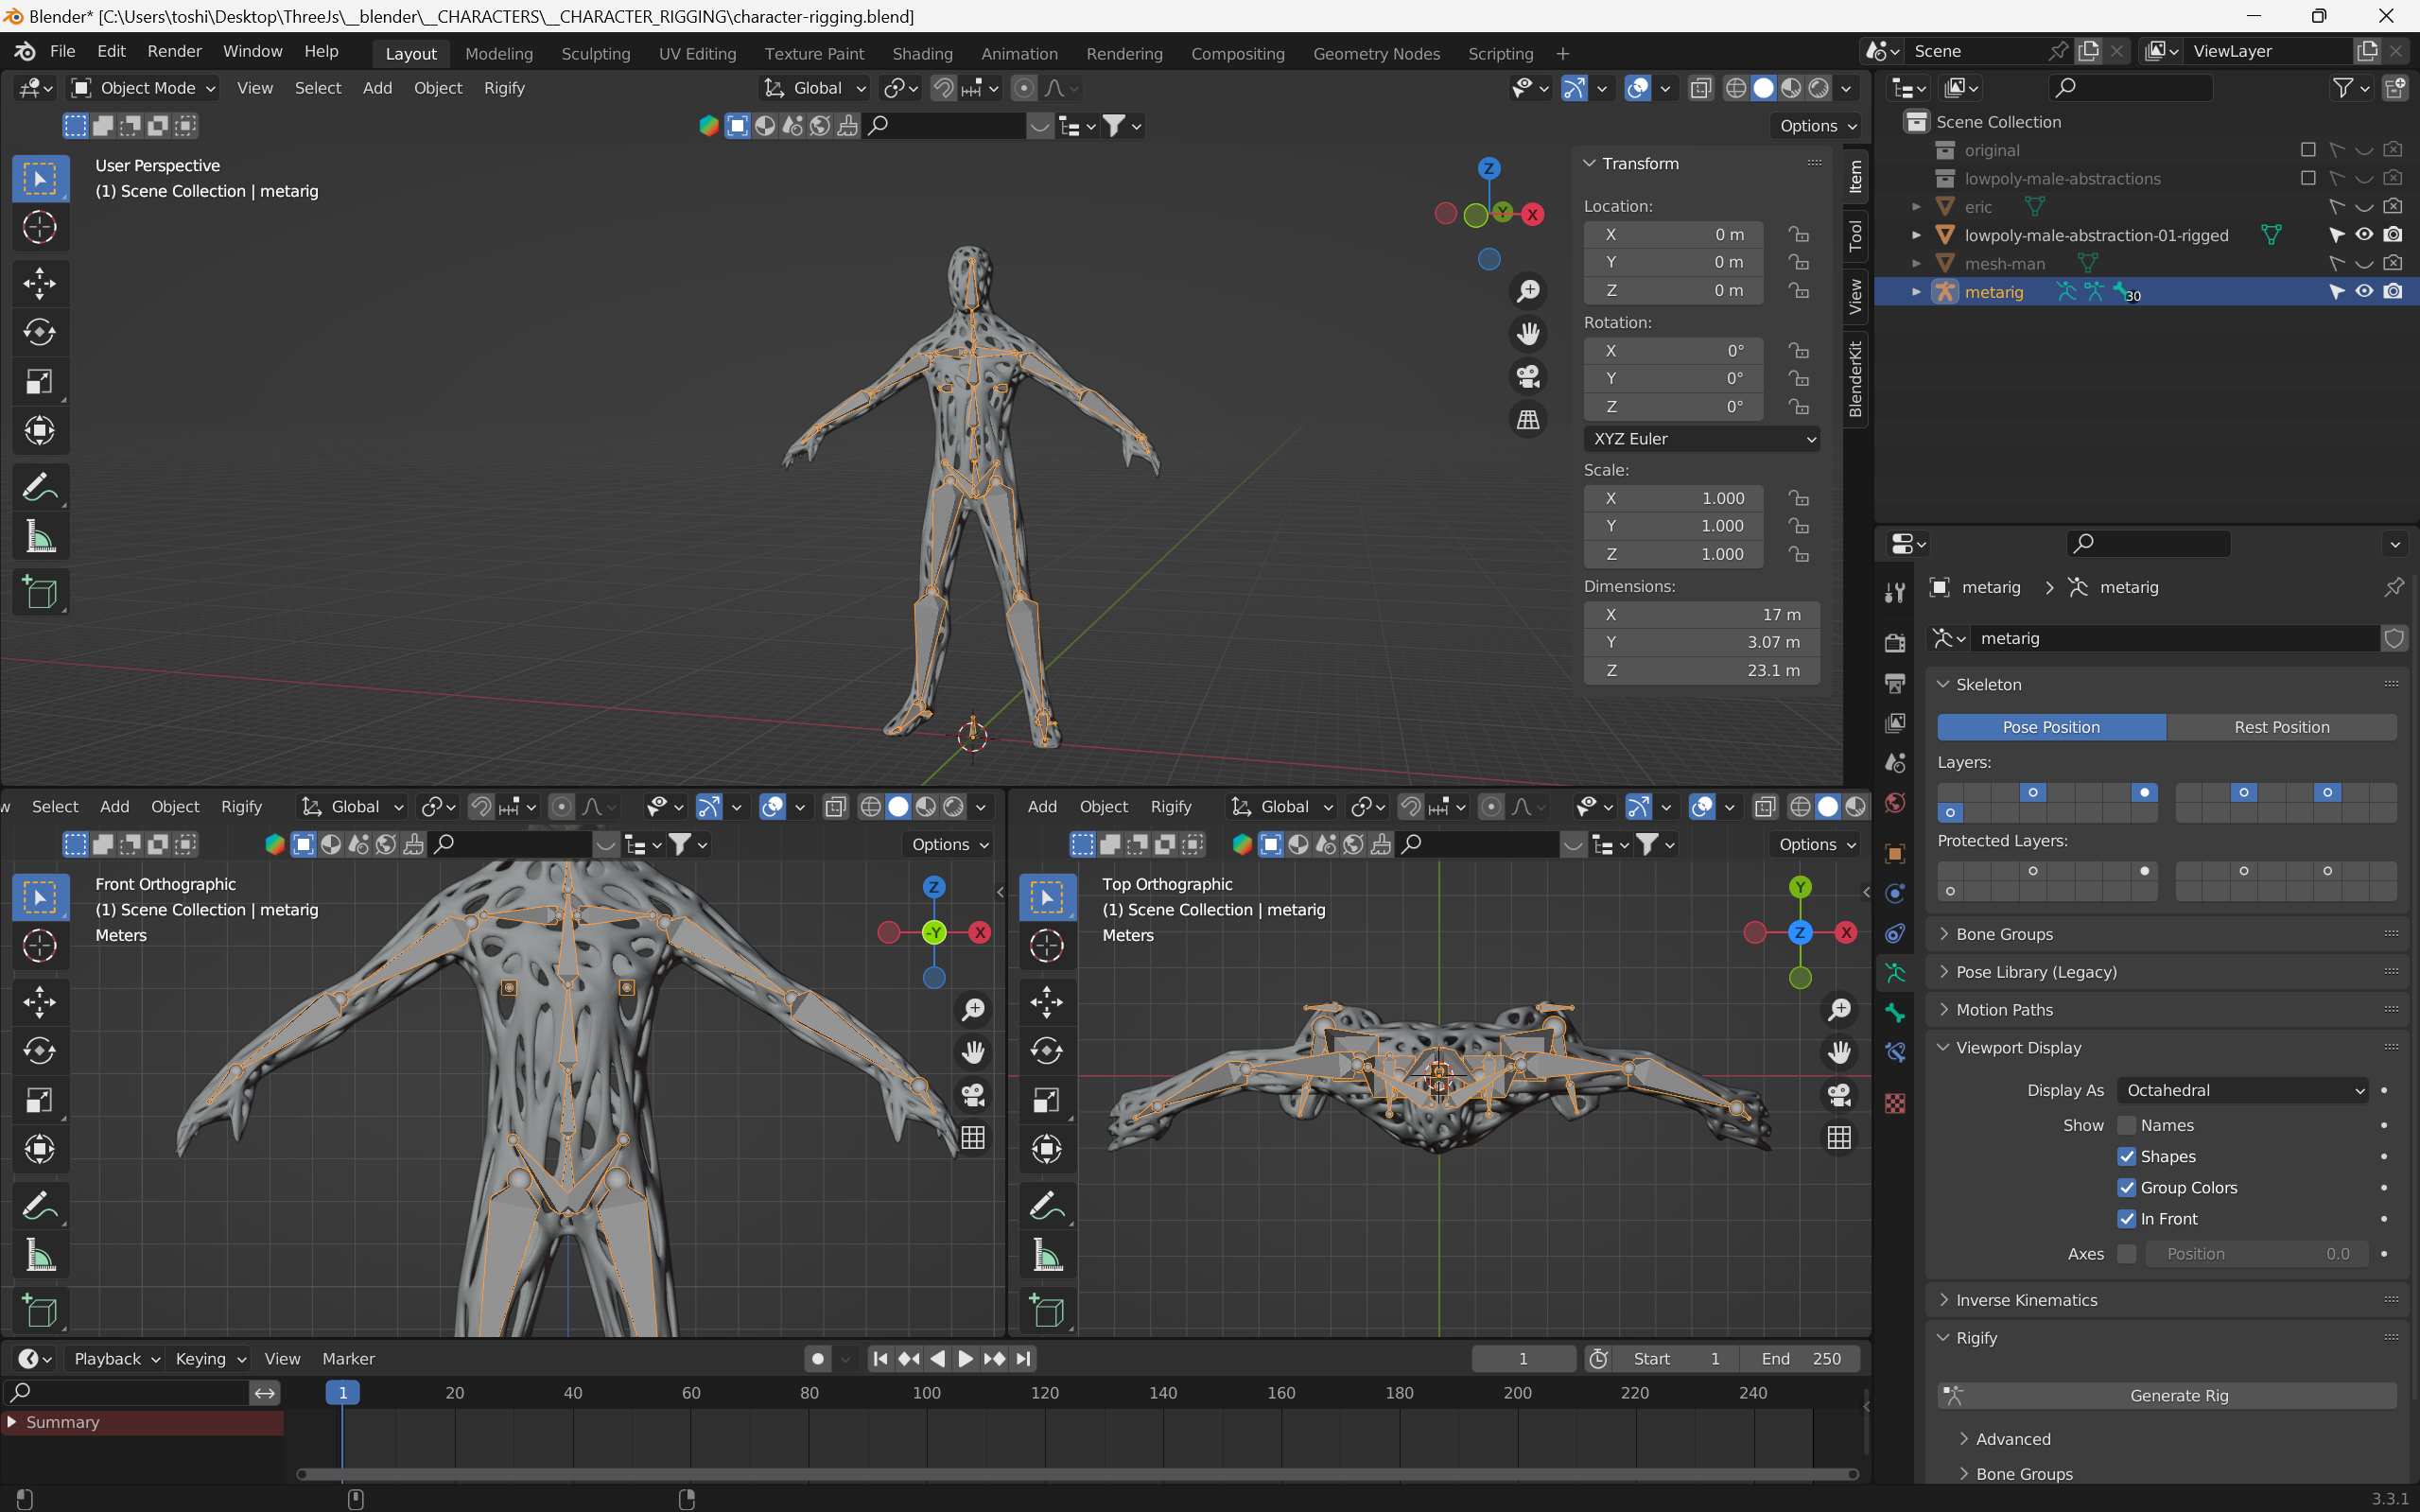 Blender* [C:\Users\toshi\Desktop\ThreeJs\__blender\__CHARACTERS\__CHARACTER_RIGGING\character-rigging.blend]
File Edit Render Window Help Layout Modeling Sculpting UV Editing Texture Paint Shading Animation Rendering Compositing Geometry Nodes Scripting + Scene ViewLayer
Object Mode View Select Add Object Rigify Global
Options
User Perspective
(1) Scene Collection | metarig
Z
Y X
Transform
Location:
X 0 m
Y 0 m
Z 0 m
Rotation:
X 0°
Y 0°
Z 0°
XYZ Euler
Scale:
X 1.000
Y 1.000
Z 1.000
Dimensions:
X 17 m
Y 3.07 m
Z 23.1 m
Item
Tool
View
BlenderKit
Scene Collection
original
lowpoly-male-abstractions
eric
lowpoly-male-abstraction-01-rigged
mesh-man
metarig 30
metarig metarig
metarig
Skeleton
Pose Position Rest Position
Layers:
Protected Layers:
Bone Groups
Pose Library (Legacy)
Motion Paths
Viewport Display
Display As Octahedral
Show Names
Shapes
Group Colors
In Front
Axes Position 0.0
Inverse Kinematics
Rigify
Generate Rig
Advanced
Bone Groups
w Select Add Object Rigify Global
Options
Front Orthographic
(1) Scene Collection | metarig
Meters
Z
-Y X
Add Object Rigify Global
Options
Top Orthographic
(1) Scene Collection | metarig
Meters
Y
Z X
Playback Keying View Marker 1 Start 1 End 250
1 20 40 60 80 100 120 140 160 180 200 220 240
Summary
3.3.1